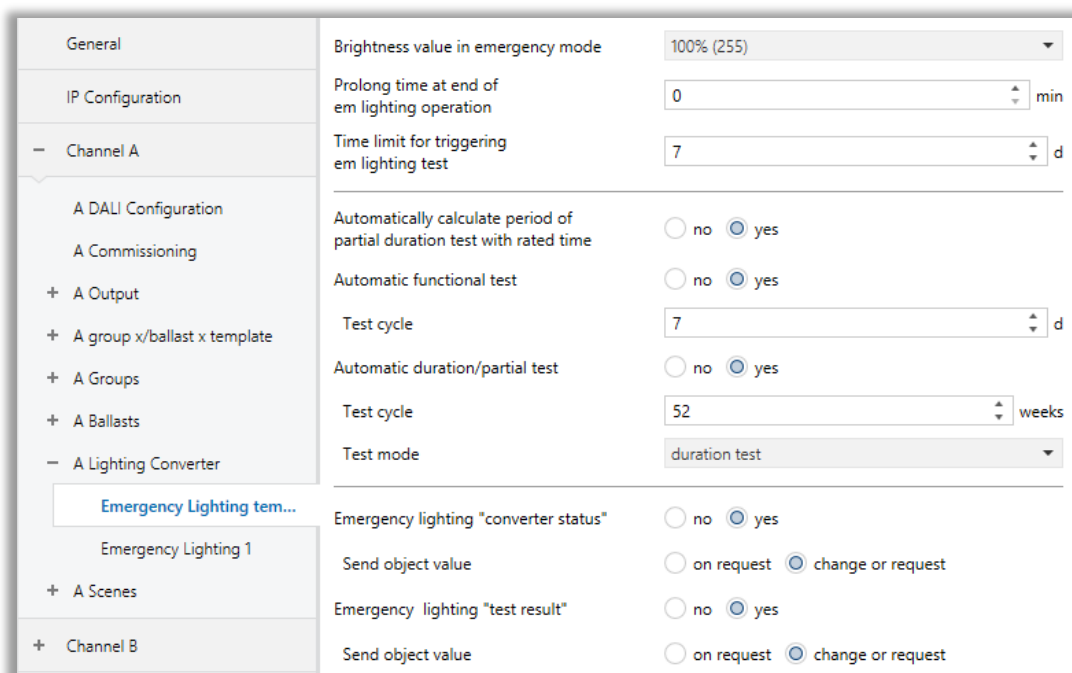 General
IP Configuration
− Channel A
A DALI Configuration
A Commissioning
+ A Output
+ A group x/ballast x template
+ A Groups
+ A Ballasts
− A Lighting Converter
Emergency Lighting tem...
Emergency Lighting 1
+ A Scenes
+ Channel B
Brightness value in emergency mode 100% (255)
Prolong time at end of
em lighting operation 0 min
Time limit for triggering
em lighting test 7 d
Automatically calculate period of
partial duration test with rated time no yes
Automatic functional test no yes
Test cycle 7 d
Automatic duration/partial test no yes
Test cycle 52 weeks
Test mode duration test
Emergency lighting "converter status" no yes
Send object value on request change or request
Emergency lighting "test result" no yes
Send object value on request change or request